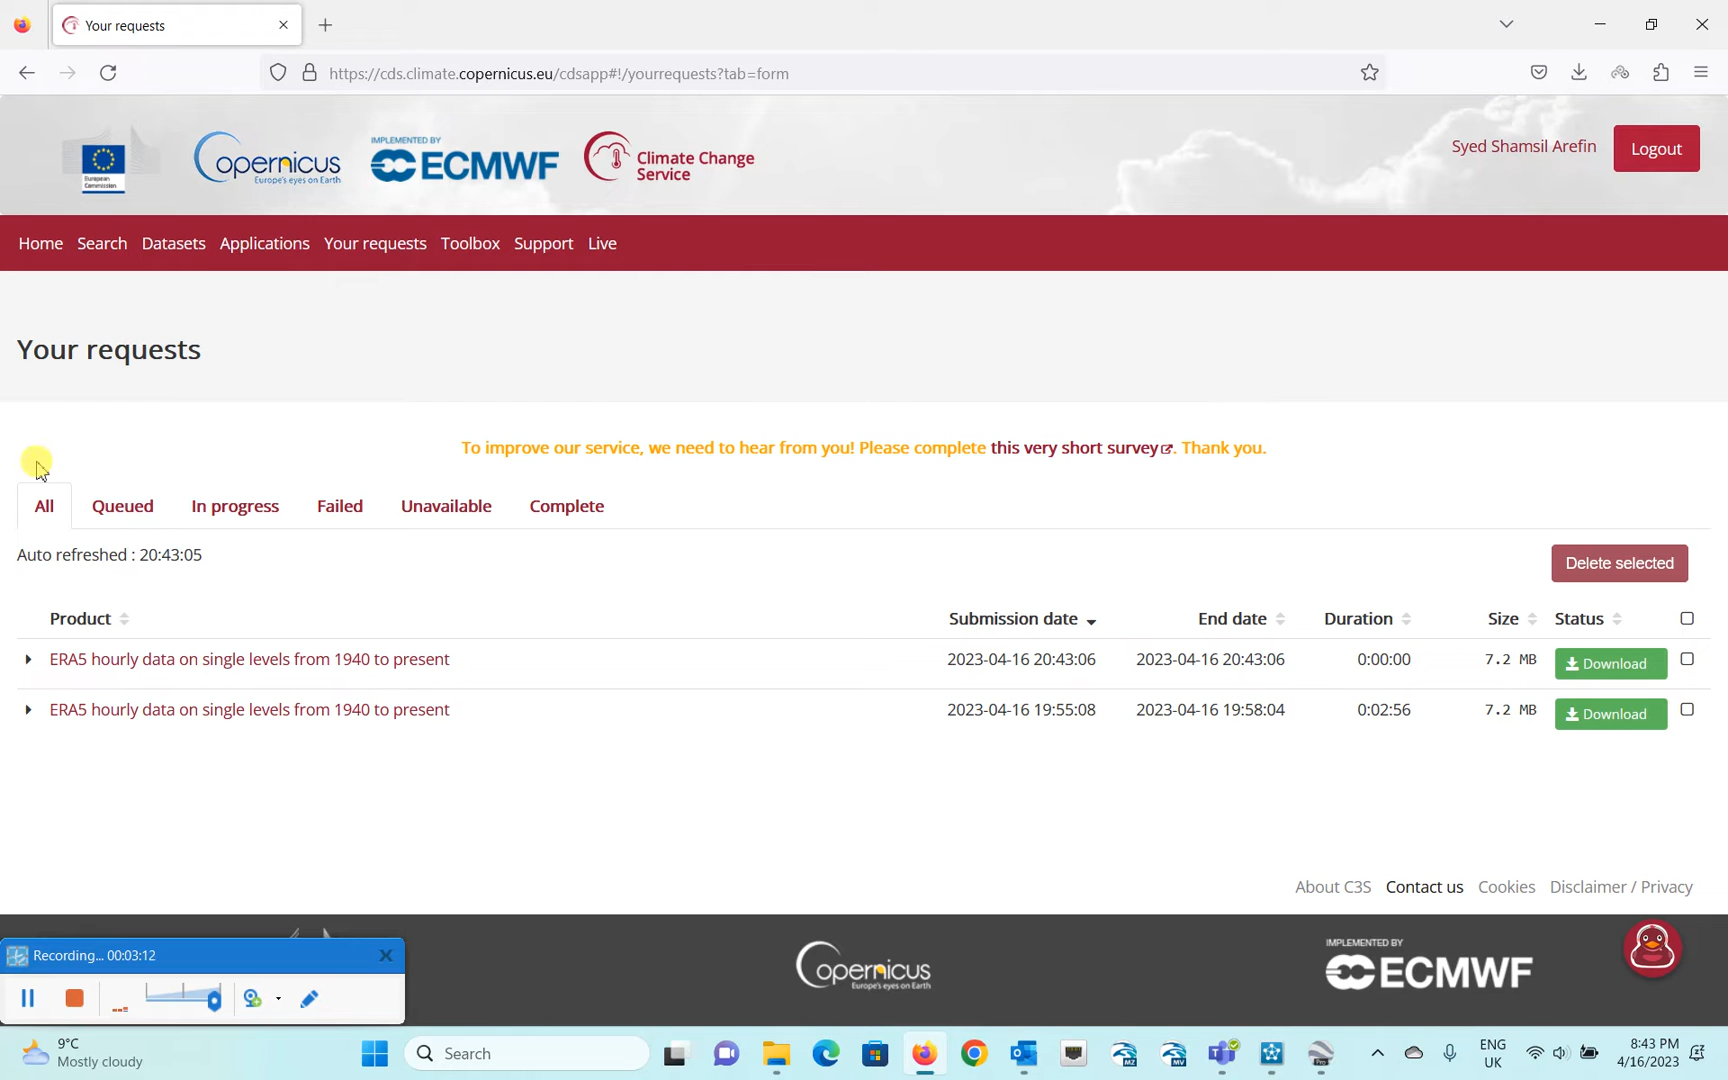 Your requests
https://cds.climate.copernicus.eu/cdsapp#!/yourrequests?tab=form
European
Commission
opernicus
Europe's eyes on Earth
IMPLEMENTED BY
ECMWF
Climate Change
Service
Syed Shamsil Arefin
Logout
Home Search Datasets Applications Your requests Toolbox Support Live
Your requests
To improve our service, we need to hear from you! Please complete this very short survey. Thank you.
All Queued In progress Failed Unavailable Complete
Auto refreshed : 20:43:05
Delete selected
Product Submission date End date Duration Size Status
ERA5 hourly data on single levels from 1940 to present 2023-04-16 20:43:06 2023-04-16 20:43:06 0:00:00 7.2 MB Download
ERA5 hourly data on single levels from 1940 to present 2023-04-16 19:55:08 2023-04-16 19:58:04 0:02:56 7.2 MB Download
About C3S Contact us Cookies Disclaimer / Privacy
Recording... 00:03:12
opernicus
Europe's eyes on Earth
IMPLEMENTED BY
ECMWF
9°C
Mostly cloudy
Search
MZ
MV
Pro
ENG
UK
8:43 PM
4/16/2023